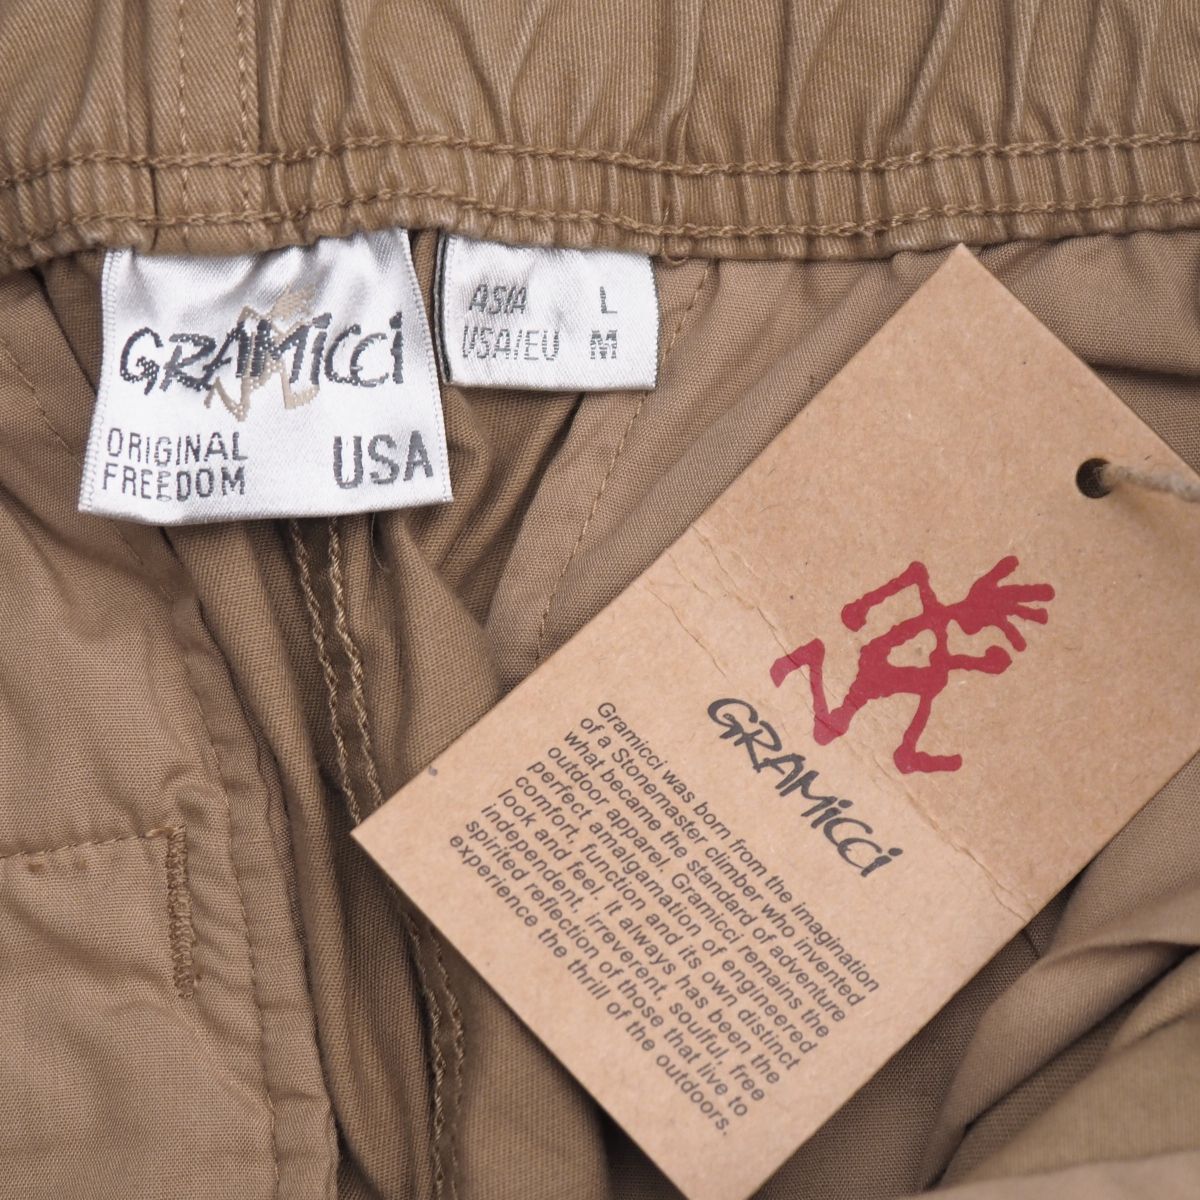 GRAMiCCi
ORIGINAL
FREEDOM
USA
ASIA L
USA/EU M
GRAMiCCi
Gramicci was born from the imagination
of a Stonemaster climber who invented
what became the standard of adventure
outdoor apparel. Gramicci remains the
perfect amalgamation of engineered
comfort, function and its own distinct
look and feel. It always has been the
independent, irreverent, soulful, free
spirited reflection of those that live to
experience the thrill of the outdoors.